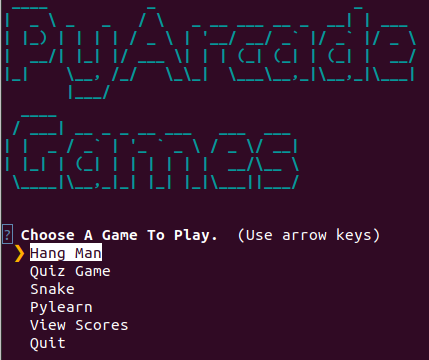 PyArcade
Games
? Choose A Game To Play. (Use arrow keys)
❯ Hang Man
Quiz Game
Snake
Pylearn
View Scores
Quit